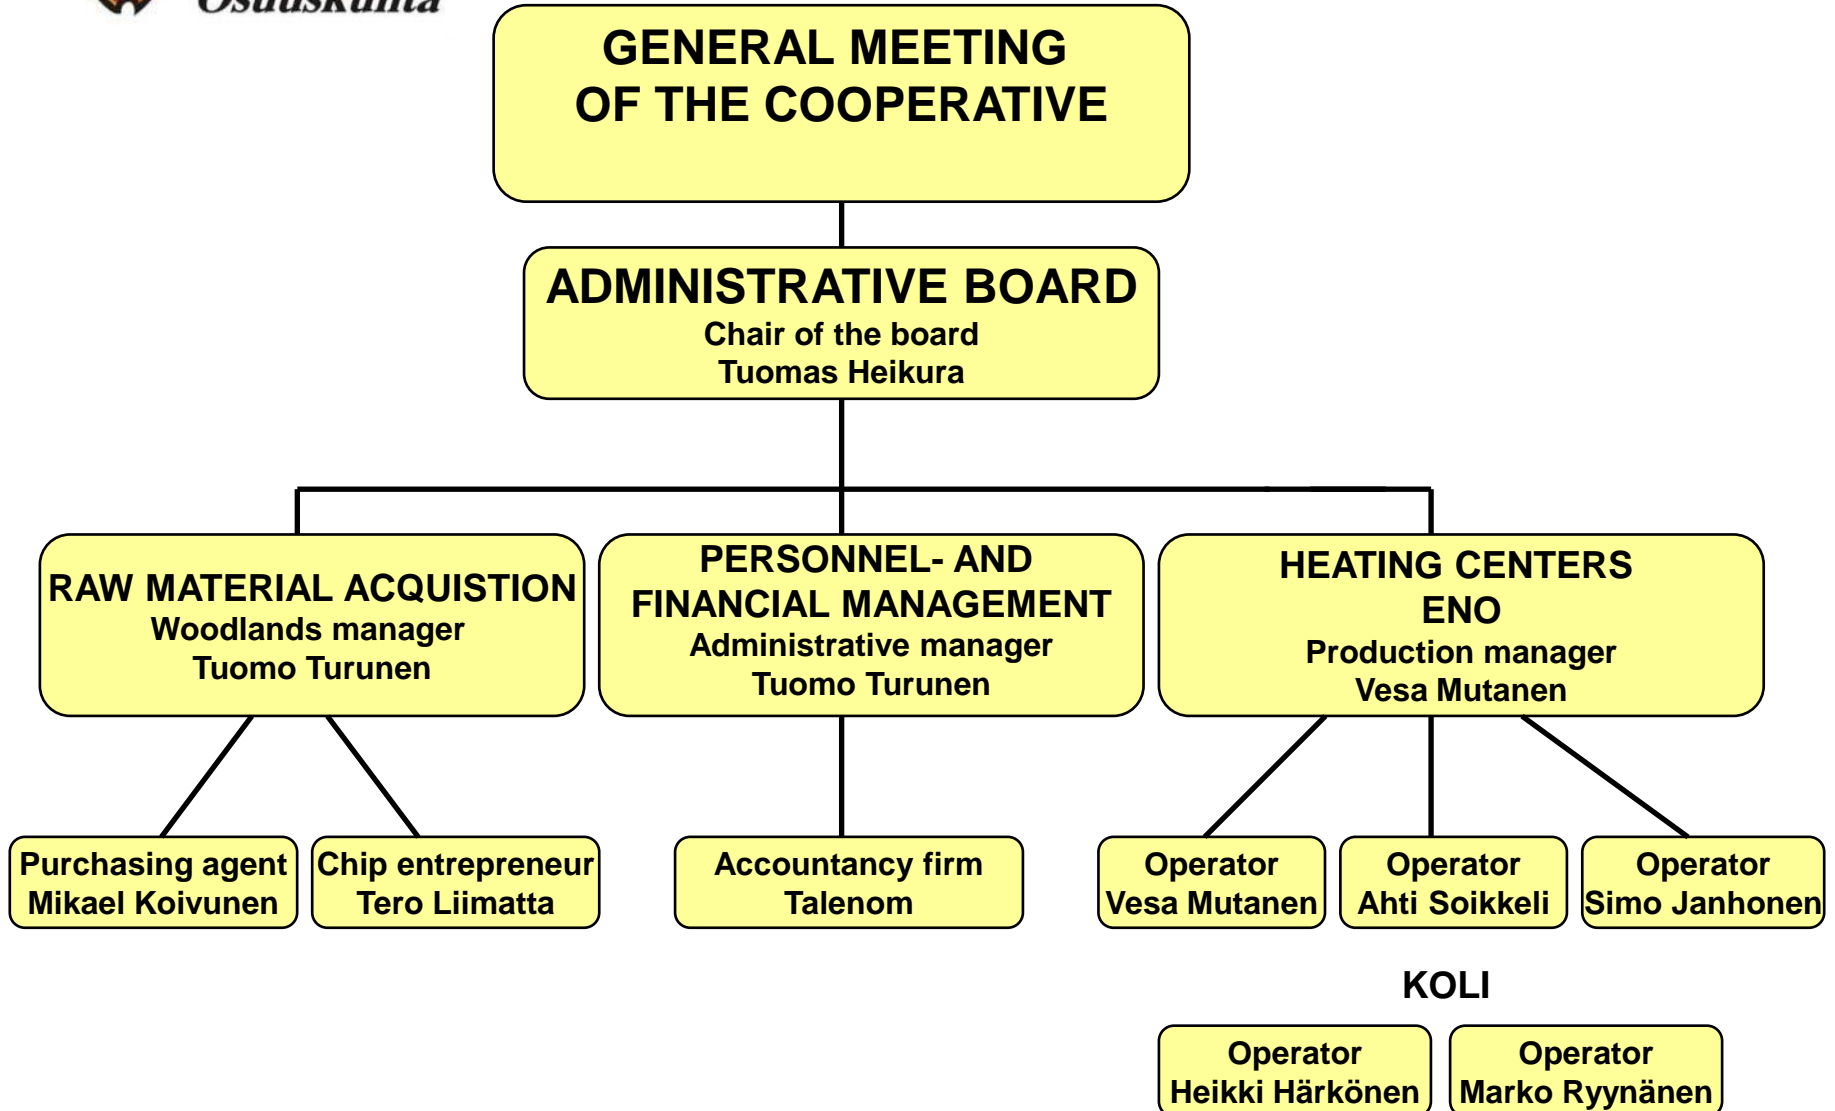 Osuuskunta
GENERAL MEETING
OF THE COOPERATIVE
ADMINISTRATIVE BOARD
Chair of the board
Tuomas Heikura
RAW MATERIAL ACQUISTION
Woodlands manager
Tuomo Turunen
PERSONNEL- AND
FINANCIAL MANAGEMENT
Administrative manager
Tuomo Turunen
HEATING CENTERS
ENO
Production manager
Vesa Mutanen
Purchasing agent
Mikael Koivunen
Chip entrepreneur
Tero Liimatta
Accountancy firm
Talenom
Operator
Vesa Mutanen
Operator
Ahti Soikkeli
Operator
Simo Janhonen
KOLI
Operator
Heikki Härkönen
Operator
Marko Ryynänen